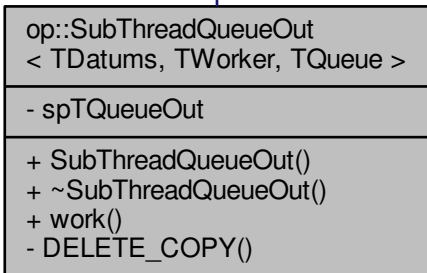 op::SubThreadQueueOut
< TDatums, TWorker, TQueue >
- spTQueueOut
+ SubThreadQueueOut()
+ ~SubThreadQueueOut()
+ work()
- DELETE_COPY()